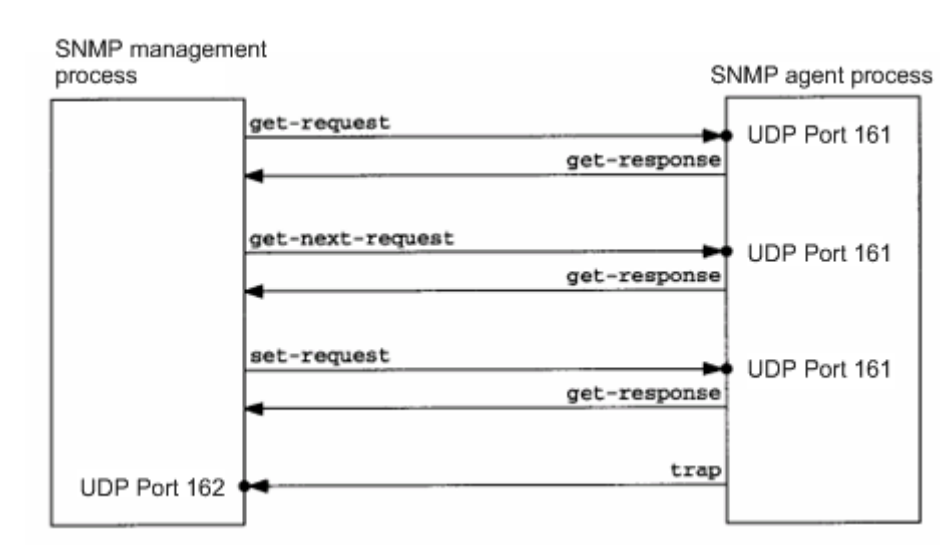 SNMP management
process
SNMP agent process
get-request
UDP Port 161
get-response
get-next-request
UDP Port 161
get-response
set-request
UDP Port 161
get-response
trap
UDP Port 162